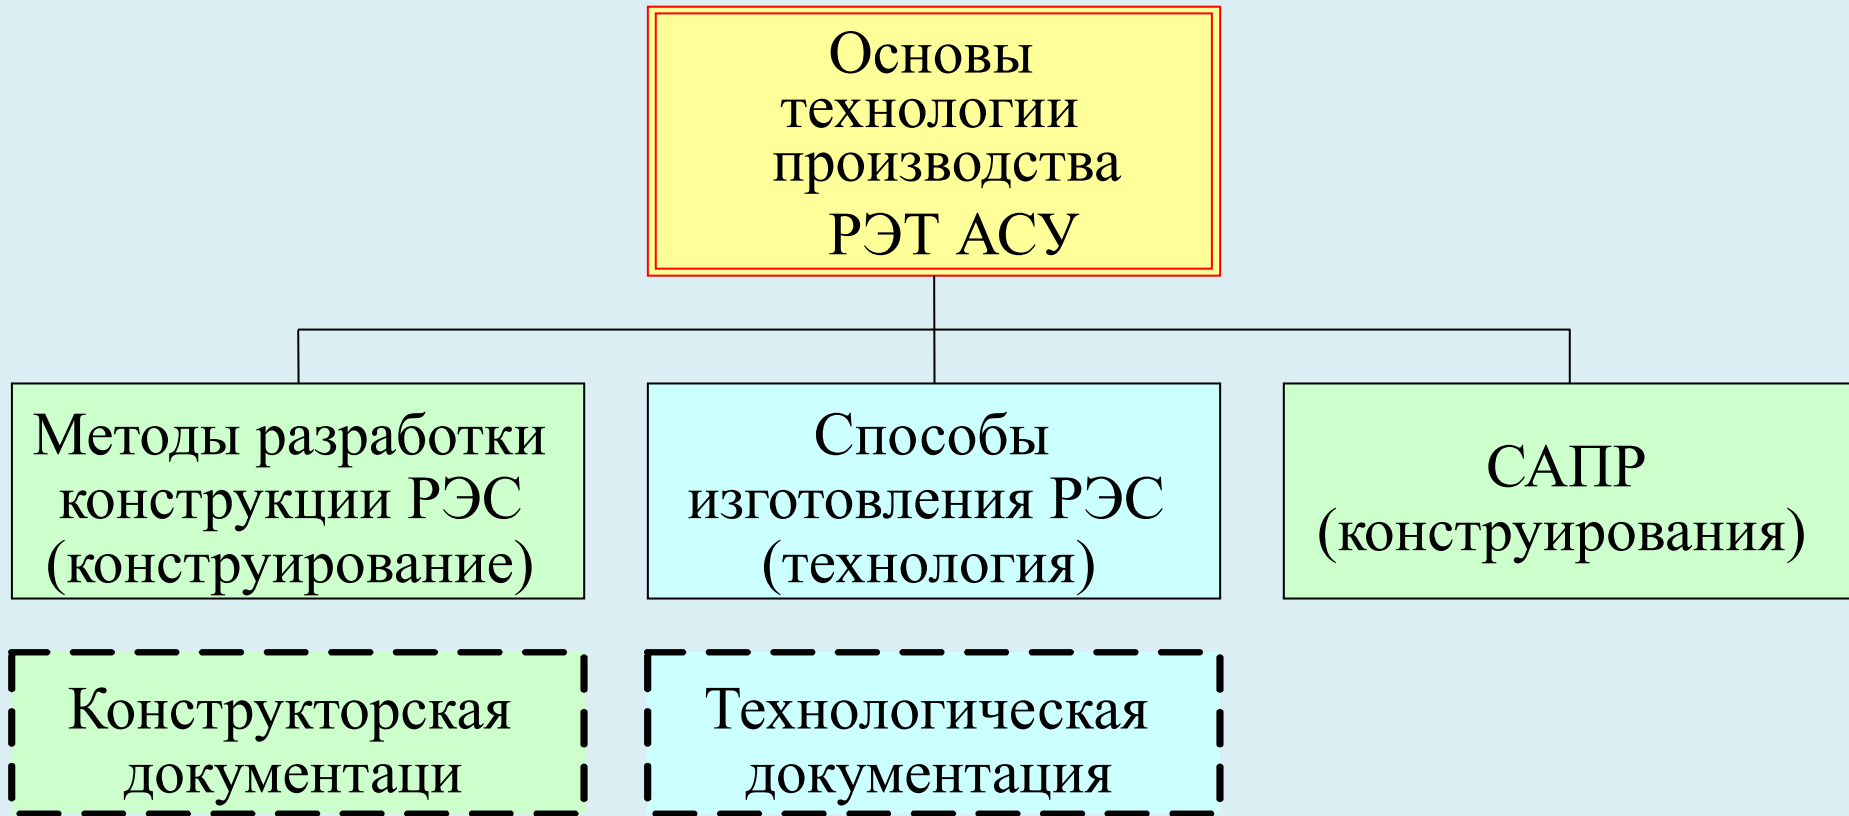 Основы
технологии
производства
РЭТ АСУ
Методы разработки
конструкции РЭС
(конструирование)
Способы
изготовления РЭС
(технология)
САПР
(конструирования)
Конструкторская
документаци
Технологическая
документация